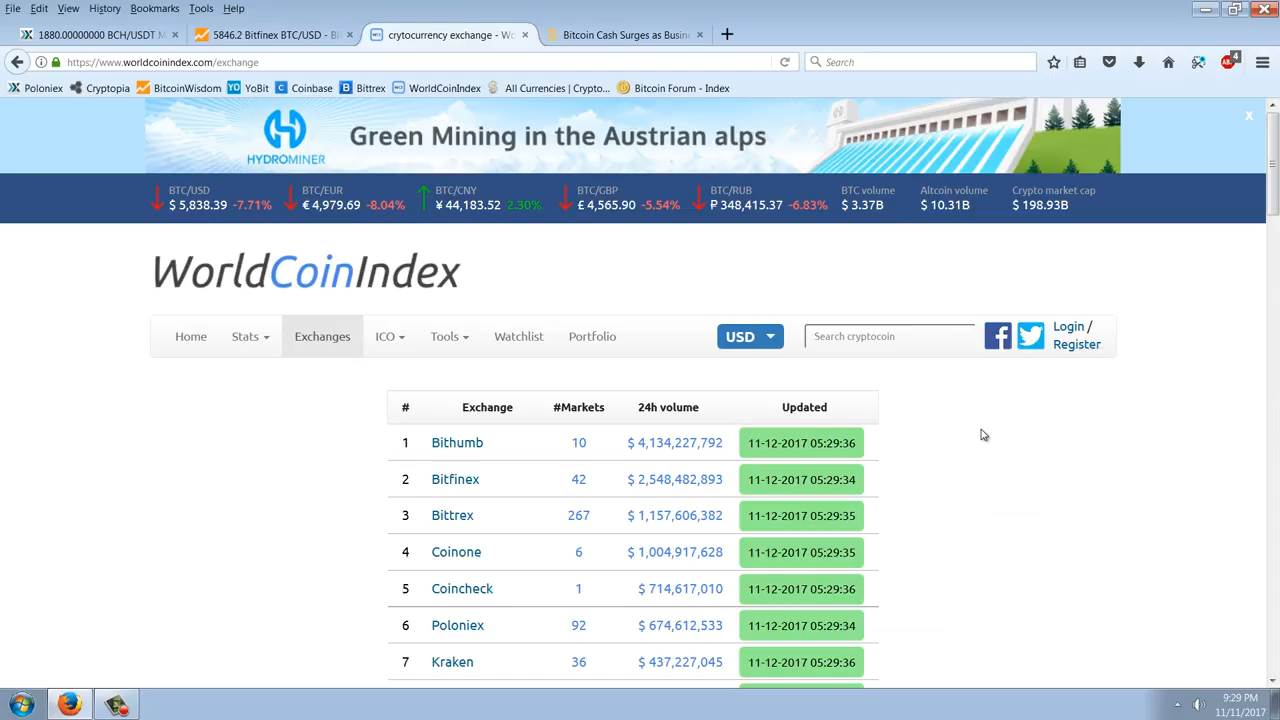 File Edit View History Bookmarks Tools Help
1880.00000000 BCH/USDT M
5846.2 Bitfinex BTC/USD - Bi
crytocurrency exchange - Wo
Bitcoin Cash Surges as Busin
https://www.worldcoinindex.com/exchange
Search
4
Poloniex Cryptopia BitcoinWisdom YoBit Coinbase Bittrex WorldCoinIndex All Currencies | Crypto... Bitcoin Forum - Index
HYDROMINER
Green Mining in the Austrian alps
x
BTC/USD BTC/EUR BTC/CNY BTC/GBP BTC/RUB BTC volume Altcoin volume Crypto market cap
$ 5,838.39 -7.71% € 4,979.69 -8.04% ¥ 44,183.52 2.30% £ 4,565.90 -5.54% P 348,415.37 -6.83% $ 3.37B $ 10.31B $ 198.93B
WorldCoinIndex
Home Stats Exchanges ICO Tools Watchlist Portfolio USD Search cryptocoin Login /
Register
# Exchange #Markets 24h volume Updated
1 Bithumb 10 $ 4,134,227,792 11-12-2017 05:29:36
2 Bitfinex 42 $ 2,548,482,893 11-12-2017 05:29:34
3 Bittrex 267 $ 1,157,606,382 11-12-2017 05:29:35
4 Coinone 6 $ 1,004,917,628 11-12-2017 05:29:35
5 Coincheck 1 $ 714,617,010 11-12-2017 05:29:36
6 Poloniex 92 $ 674,612,533 11-12-2017 05:29:34
7 Kraken 36 $ 437,227,045 11-12-2017 05:29:36
9:29 PM
11/11/2017